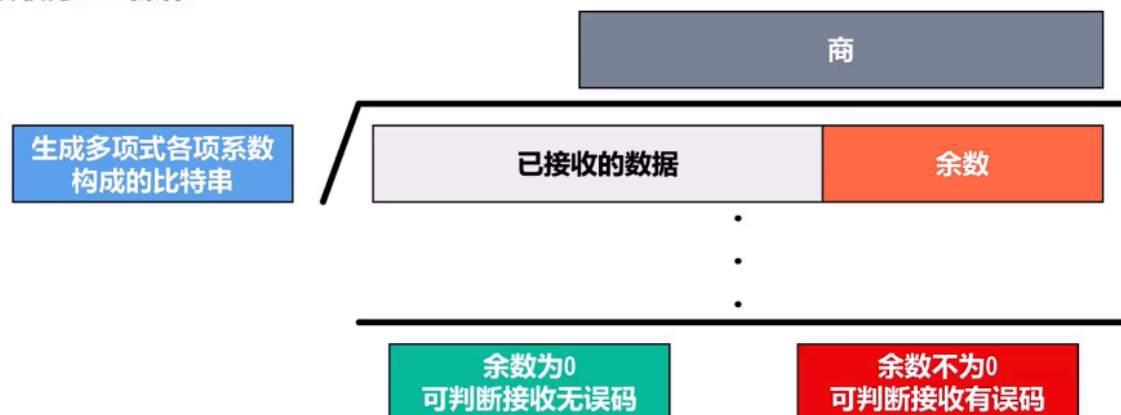 商
生成多项式各项系数
构成的比特串
已接收的数据
余数
余数为0
可判断接收无误码
余数不为0
可判断接收有误码